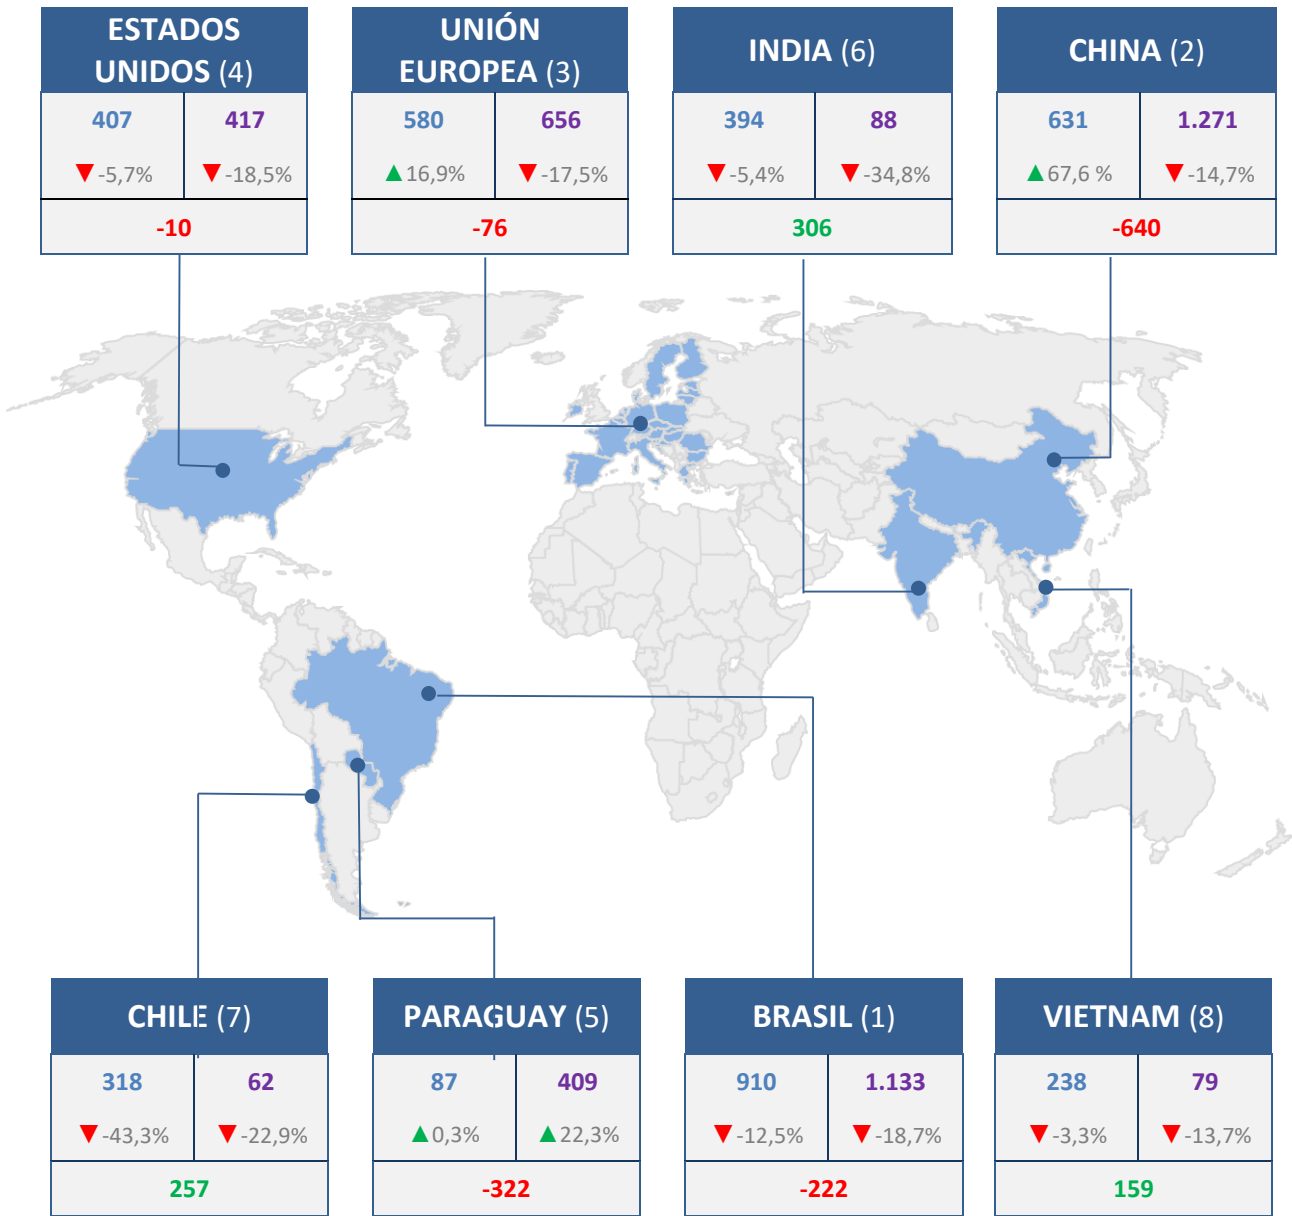 ESTADOS
UNIDOS (4)
407 417
▼ -5,7% ▼ -18,5%
-10
UNIÓN
EUROPEA (3)
580 656
▲ 16,9% ▼ -17,5%
-76
INDIA (6)
394 88
▼ -5,4% ▼ -34,8%
306
CHINA (2)
631 1.271
▲ 67,6 % ▼ -14,7%
-640
CHILE (7)
318 62
▼ -43,3% ▼ -22,9%
257
PARAGUAY (5)
87 409
▲ 0,3% ▲ 22,3%
-322
BRASIL (1)
910 1.133
▼ -12,5% ▼ -18,7%
-222
VIETNAM (8)
238 79
▼ -3,3% ▼ -13,7%
159